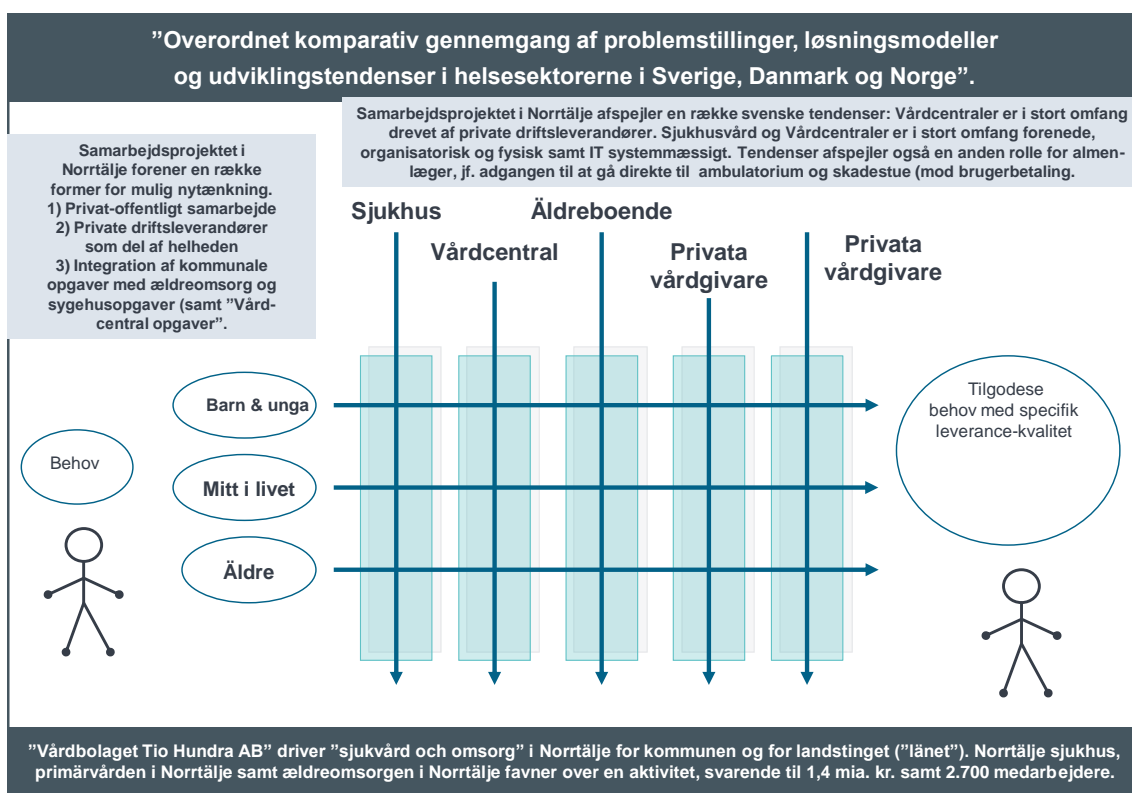 ”Overordnet komparativ gennemgang af problemstillinger, løsningsmodeller
og udviklingstendenser i helsesektorerne i Sverige, Danmark og Norge”.
Samarbejdsprojektet i
Norrtälje forener en række
former for mulig nytænkning.
1) Privat-offentligt samarbejde
2) Private driftsleverandører
som del af helheden
3) Integration af kommunale
opgaver med ældreomsorg og
sygehusopgaver (samt ”Vård-
central opgaver”.
Samarbejdsprojektet i Norrtälje afspejler en række svenske tendenser: Vårdcentraler er i stort omfang
drevet af private driftsleverandører. Sjukhusvård og Vårdcentraler er i stort omfang forenede,
organisatorisk og fysisk samt IT systemmæssigt. Tendenser afspejler også en anden rolle for almen-
læger, jf. adgangen til at gå direkte til ambulatorium og skadestue (mod brugerbetaling.
Sjukhus
Vårdcentral
Äldreboende
Privata
vårdgivare
Privata
vårdgivare
Behov
Barn & unga
Mitt i livet
Äldre
Tilgodese
behov med specifik
leverance-kvalitet
”Vårdbolaget Tio Hundra AB” driver ”sjukvård och omsorg” i Norrtälje for kommunen og for landstinget (”länet”). Norrtälje sjukhus,
primärvården i Norrtälje samt ældreomsorgen i Norrtälje favner over en aktivitet, svarende til 1,4 mia. kr. samt 2.700 medarbejdere.